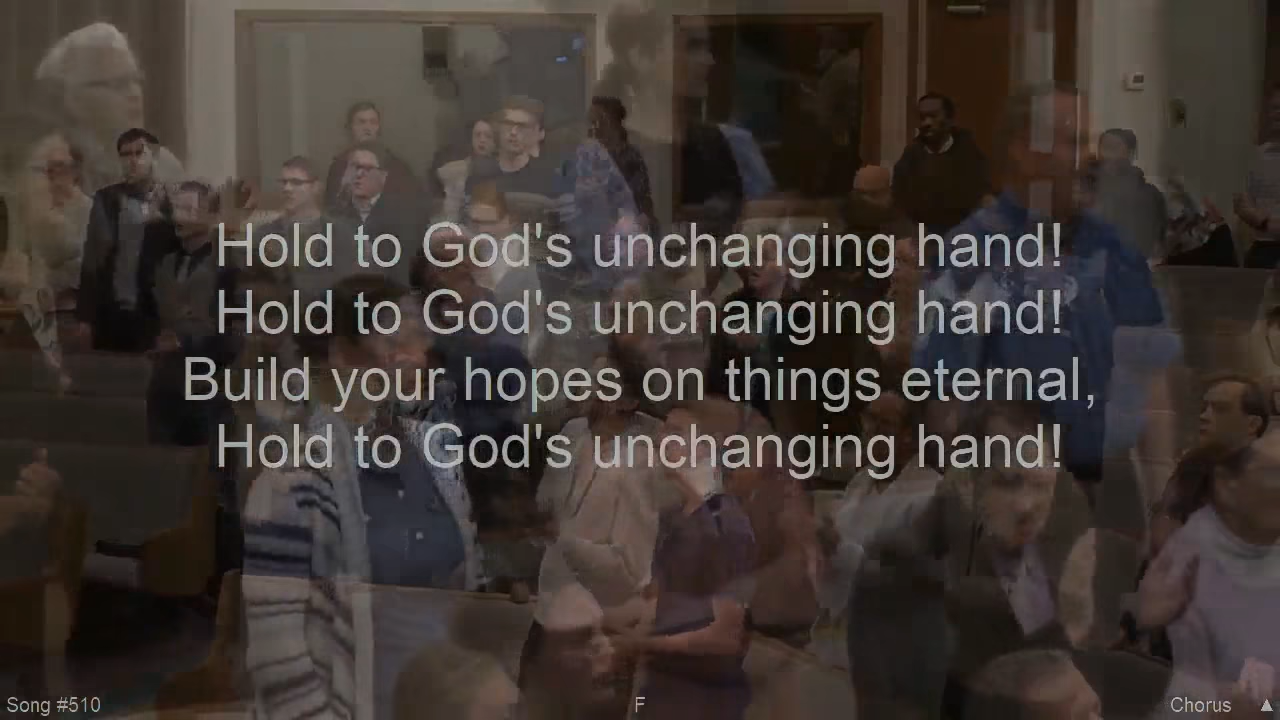 Hold to God's unchanging hand!
Hold to God's unchanging hand!
Build your hopes on things eternal,
Hold to God's unchanging hand!
Song #510 F Chorus ▲